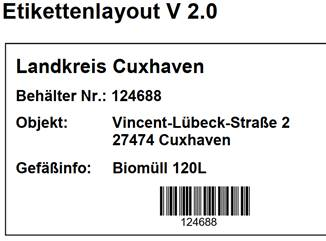 Etikettenlayout V 2.0
Landkreis Cuxhaven
Behälter Nr.: 124688
Objekt: Vincent-Lübeck-Straße 2
27474 Cuxhaven
Gefäßinfo: Biomüll 120L
124688